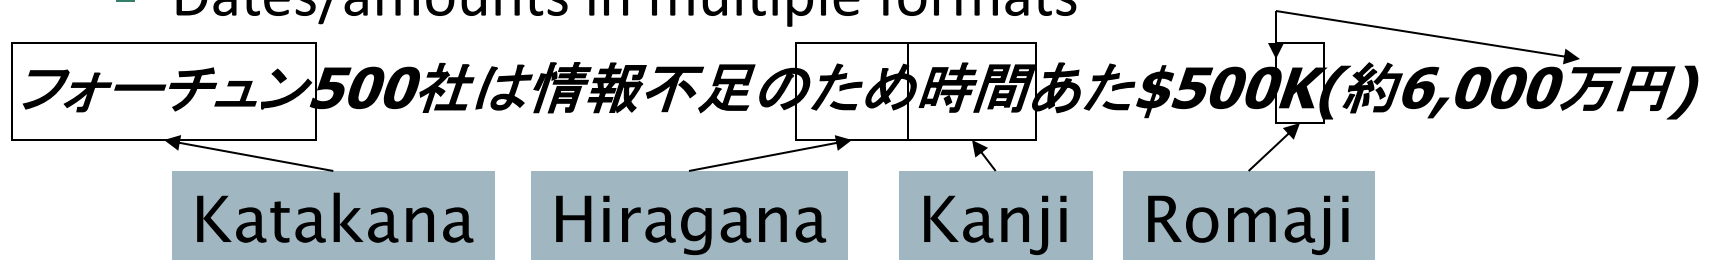 Dates/amounts in multiple formats
フォーチュン500社は情報不足のため時間あた$500K(約6,000万円)
Katakana Hiragana Kanji Romaji